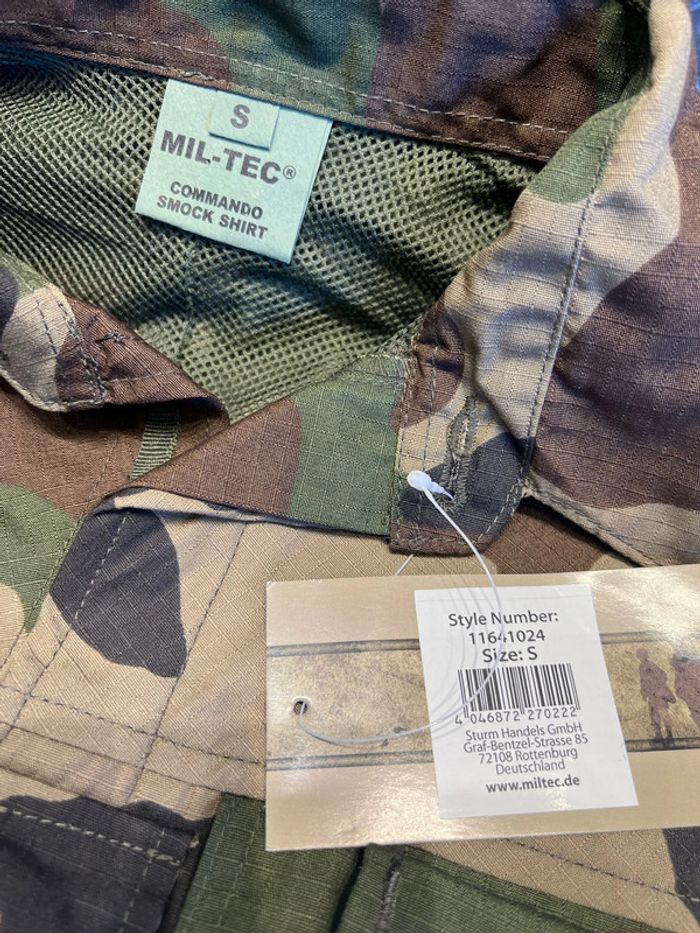 S
MIL-TEC®
COMMANDO
SMOCK SHIRT
Style Number:
11641024
Size: S
4 046872 270222
Sturm Handels GmbH
Graf-Bentzel-Strasse 85
72108 Rottenburg
Deutschland
www.miltec.de